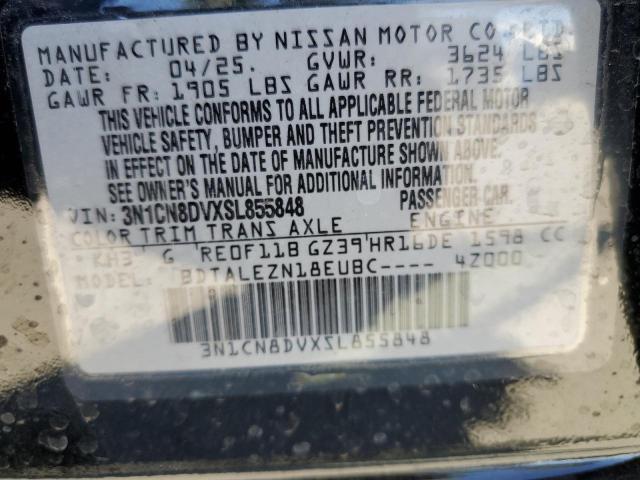 MANUFACTURED BY NISSAN MOTOR CO. LTD
DATE: 04/25. GVWR: 3624 LBS
GAWR FR: 1905 LBS GAWR RR: 1735 LBS
THIS VEHICLE CONFORMS TO ALL APPLICABLE FEDERAL MOTOR
VEHICLE SAFETY, BUMPER AND THEFT PREVENTION STANDARDS
IN EFFECT ON THE DATE OF MANUFACTURE SHOWN ABOVE.
SEE OWNER'S MANUAL FOR ADDITIONAL INFORMATION.
VIN: 3N1CN8DVXSL855848 PASSENGER CAR.
COLOR TRIM TRANS AXLE ENGINE
KH3 G RE0F11B GZ39 HR16DE 1598 CC
BDTALEZN18EUBC---- 4Z000
3N1CN8DVXSL855848